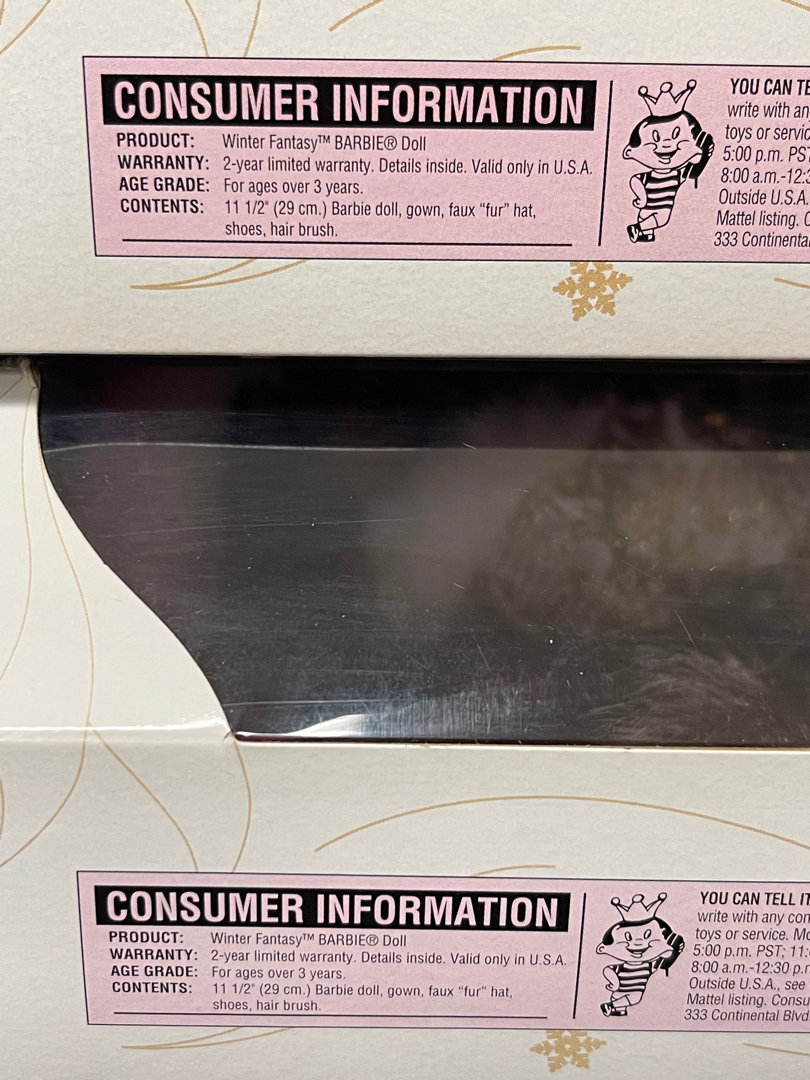 CONSUMER INFORMATION
PRODUCT: Winter Fantasy™ BARBIE® Doll
WARRANTY: 2-year limited warranty. Details inside. Valid only in U.S.A.
AGE GRADE: For ages over 3 years.
CONTENTS: 11 1/2" (29 cm.) Barbie doll, gown, faux "fur" hat,
shoes, hair brush.
YOU CAN TE
write with an
toys or servic
5:00 p.m. PST
8:00 a.m.-12:3
Outside U.S.A.
Mattel listing. C
333 Continenta
CONSUMER INFORMATION
PRODUCT: Winter Fantasy™ BARBIE® Doll
WARRANTY: 2-year limited warranty. Details inside. Valid only in U.S.A.
AGE GRADE: For ages over 3 years.
CONTENTS: 11 1/2" (29 cm.) Barbie doll, gown, faux "fur" hat,
shoes, hair brush.
YOU CAN TELL IT
write with any com
toys or service. Mo
5:00 p.m. PST; 11:
8:00 a.m.-12:30 p.m
Outside U.S.A., see
Mattel listing. Consu
333 Continental Blvd